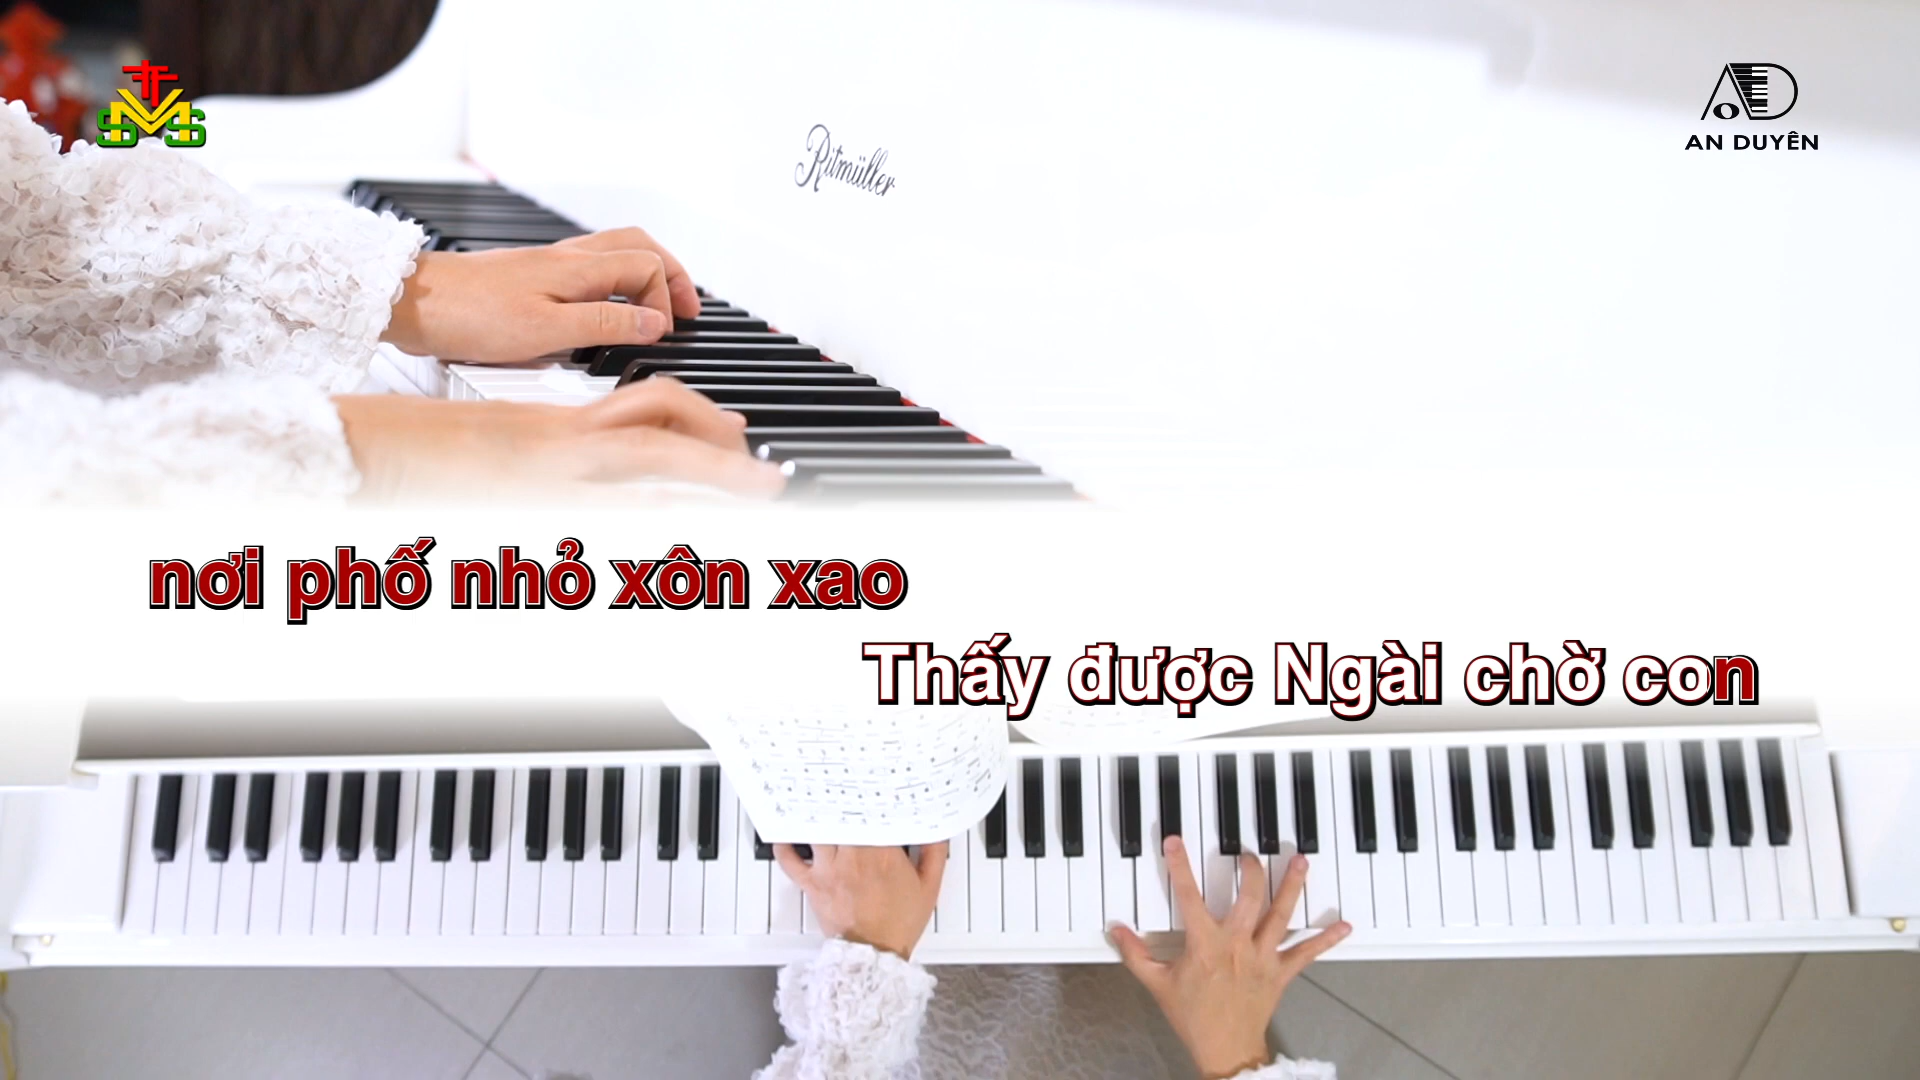 Ritmüller
AN DUYÊN
nơi phố nhỏ xôn xao
Thấy được Ngài chờ con